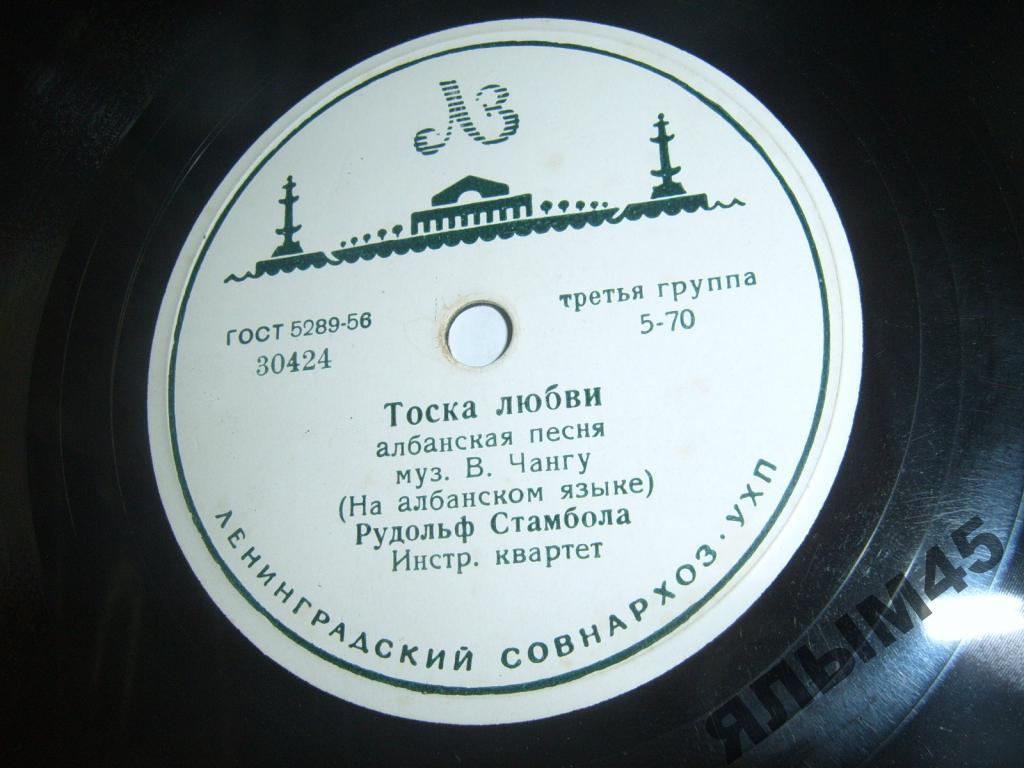 ЛЗ
ГОСТ 5289-56
30424
третья группа
5-70
Тоска любви
албанская песня
муз. В. Чангу
(На албанском языке)
Рудольф Стамбола
Инстр. квартет
ЛЕНИНГРАДСКИЙ СОВНАРХОЗ. УХП
ЯЛЫМ45